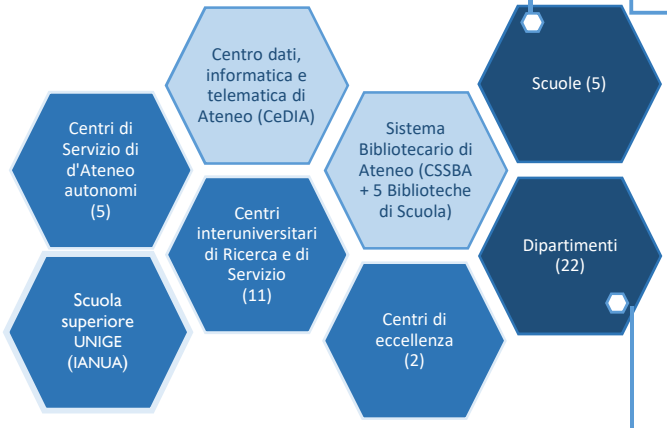 Centro dati,
informatica e
telematica di
Ateneo (CeDIA)
Scuole (5)
Centri di
Servizio di
d'Ateneo
autonomi
(5)
Sistema
Bibliotecario di
Ateneo (CSSBA
+ 5 Biblioteche
di Scuola)
Centri
interuniversitari
di Ricerca e di
Servizio
(11)
Dipartimenti
(22)
Scuola
superiore
UNIGE
(IANUA)
Centri di
eccellenza
(2)